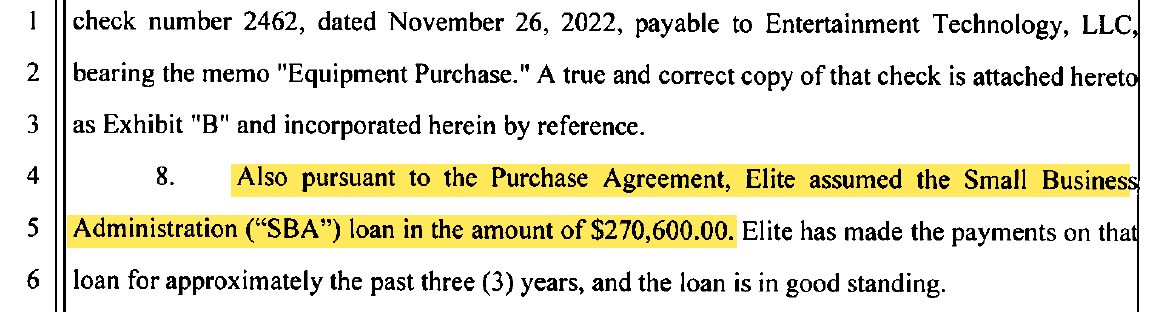 1 check number 2462, dated November 26, 2022, payable to Entertainment Technology, LLC,
2 bearing the memo "Equipment Purchase." A true and correct copy of that check is attached hereto
3 as Exhibit "B" and incorporated herein by reference.
4 8. Also pursuant to the Purchase Agreement, Elite assumed the Small Business
5 Administration (“SBA”) loan in the amount of $270,600.00. Elite has made the payments on that
6 loan for approximately the past three (3) years, and the loan is in good standing.